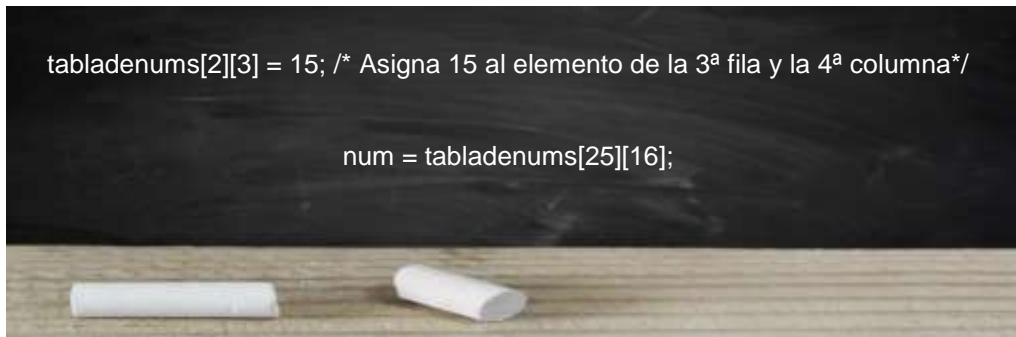 tabladenums[2][3] = 15; /* Asigna 15 al elemento de la 3ª fila y la 4ª columna*/
num = tabladenums[25][16];